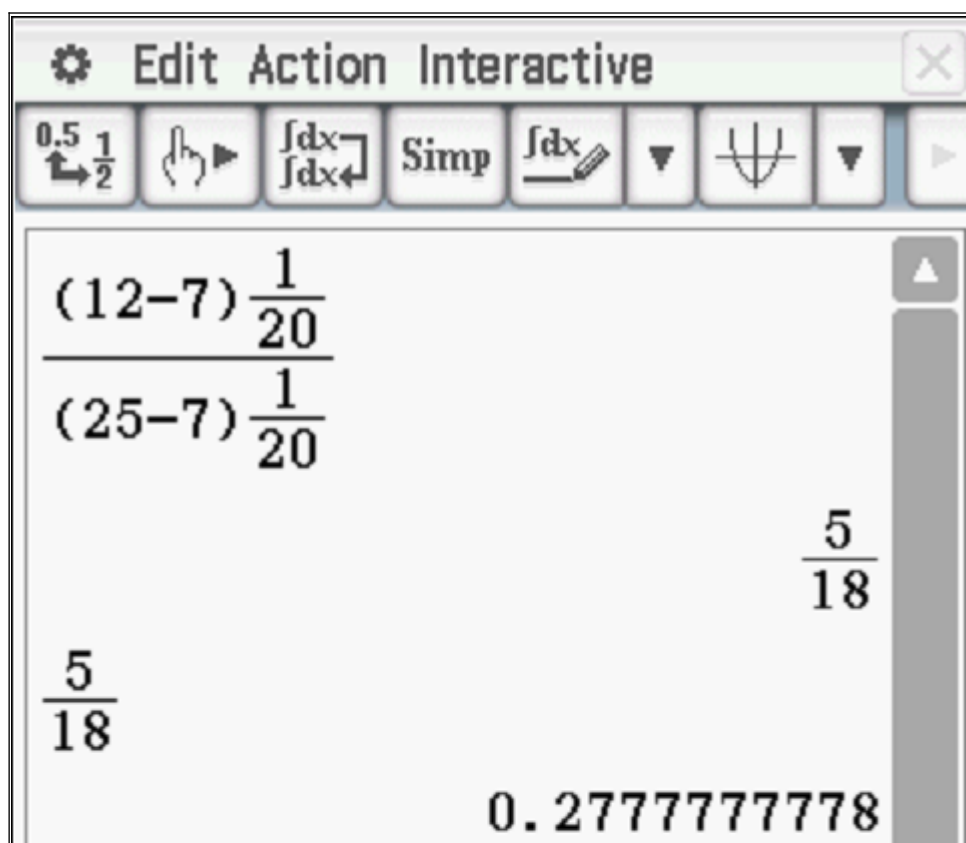 Edit Action Interactive
0.5 1/2 ∫dx ∫dx Simp ∫dx
(12-7) 1/20
(25-7) 1/20
5/18
5/18
0.2777777778